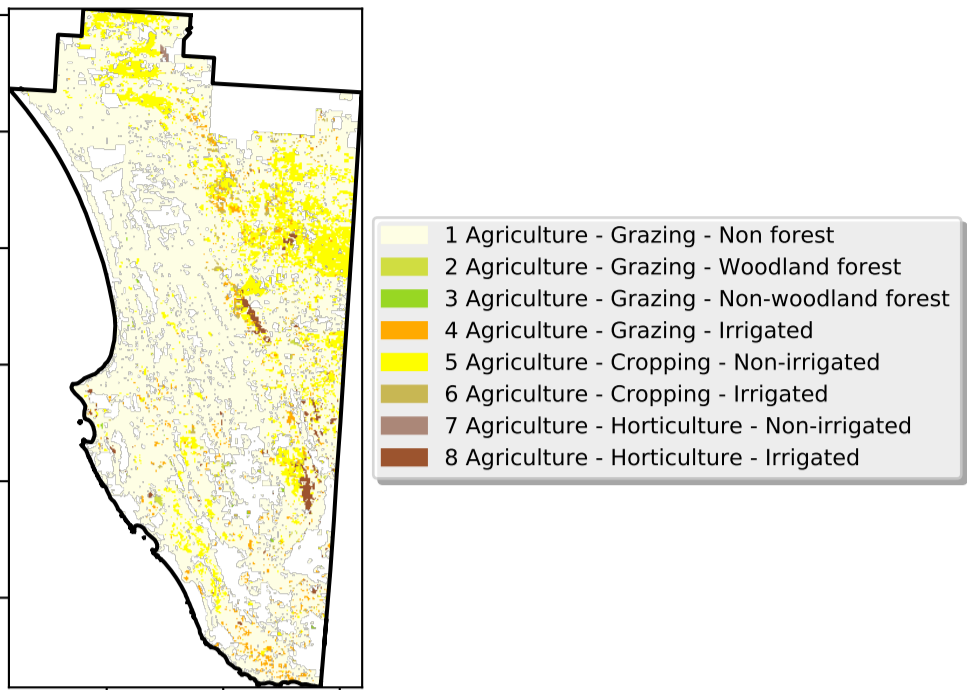 1 Agriculture - Grazing - Non forest
2 Agriculture - Grazing - Woodland forest
3 Agriculture - Grazing - Non-woodland forest
4 Agriculture - Grazing - Irrigated
5 Agriculture - Cropping - Non-irrigated
6 Agriculture - Cropping - Irrigated
7 Agriculture - Horticulture - Non-irrigated
8 Agriculture - Horticulture - Irrigated